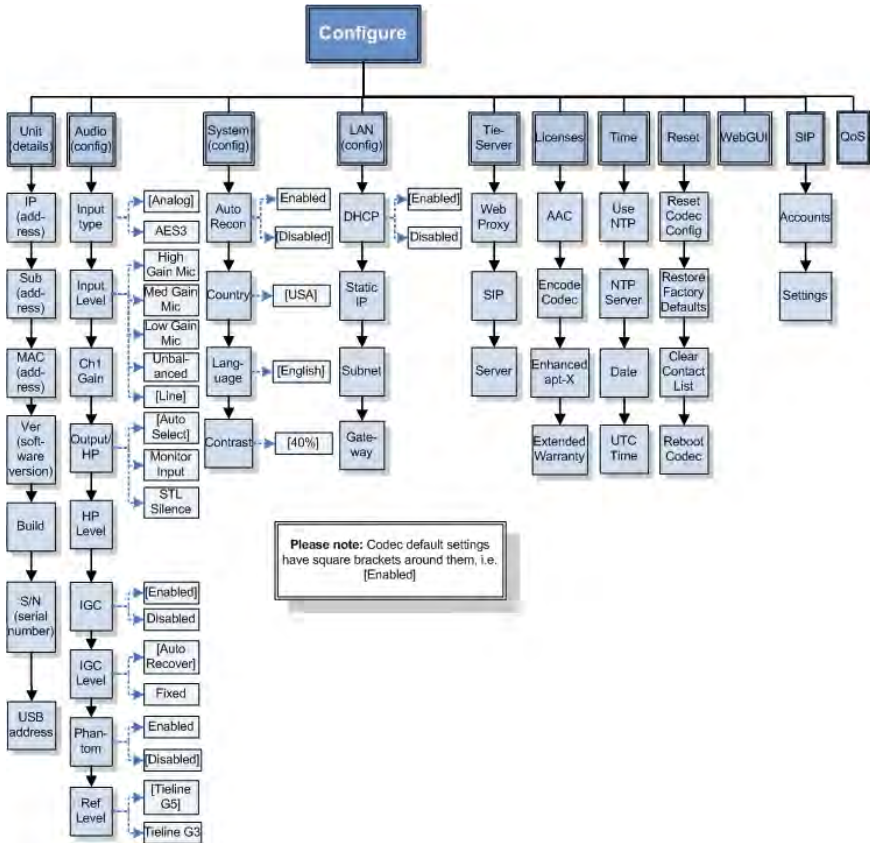 Configure
Unit
(details)
Audio
(config)
System
(config)
LAN
(config)
Tie-
Server
Licenses
Time
Reset
WebGUI
SIP
QoS
IP
(add-
ress)
Sub
(add-
ress)
MAC
(add-
ress)
Ver
(soft-
ware
version)
Build
S/N
(serial
number)
USB
address
Input
type
[Analog]
AES3
Input
Level
High
Gain Mic
Med Gain
Mic
Low Gain
Mic
Unbal-
anced
[Line]
Ch1
Gain
Output/
HP
[Auto
Select]
Monitor
Input
STL
Silence
HP
Level
IGC
[Enabled]
Disabled
IGC
Level
[Auto
Recover]
Fixed
Phan-
tom
Enabled
[Disabled]
Ref
Level
[Tieline
G5]
Tieline G3
Auto
Recon
Enabled
[Disabled]
Country
[USA]
Lang-
uage
[English]
Contrast
[40%]
DHCP
[Enabled]
Disabled
Static
IP
Subnet
Gate-
way
Web
Proxy
SIP
Server
AAC
Encode
Codec
Enhanced
apt-X
Extended
Warranty
Use
NTP
NTP
Server
Date
UTC
Time
Reset
Codec
Config
Restore
Factory
Defaults
Clear
Contact
List
Reboot
Codec
Accounts
Settings
Please note: Codec default settings
have square brackets around them, i.e.
[Enabled]